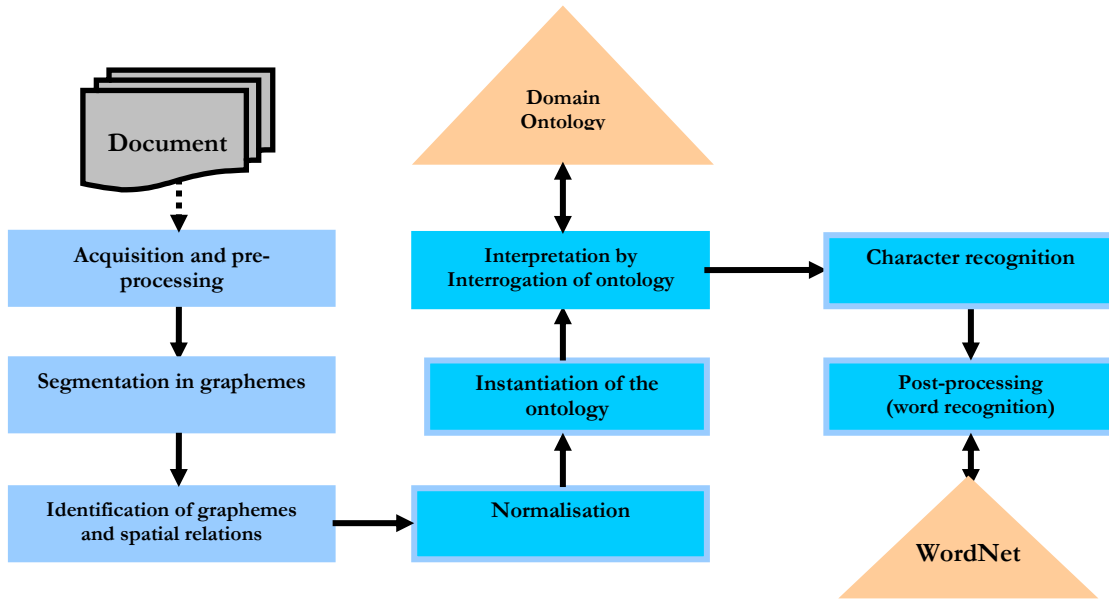 Document
Acquisition and pre-
processing
Segmentation in graphemes
Identification of graphemes
and spatial relations
Domain
Ontology
Interpretation by
Interrogation of ontology
Instantiation of the
ontology
Normalisation
Character recognition
Post-processing
(word recognition)
WordNet